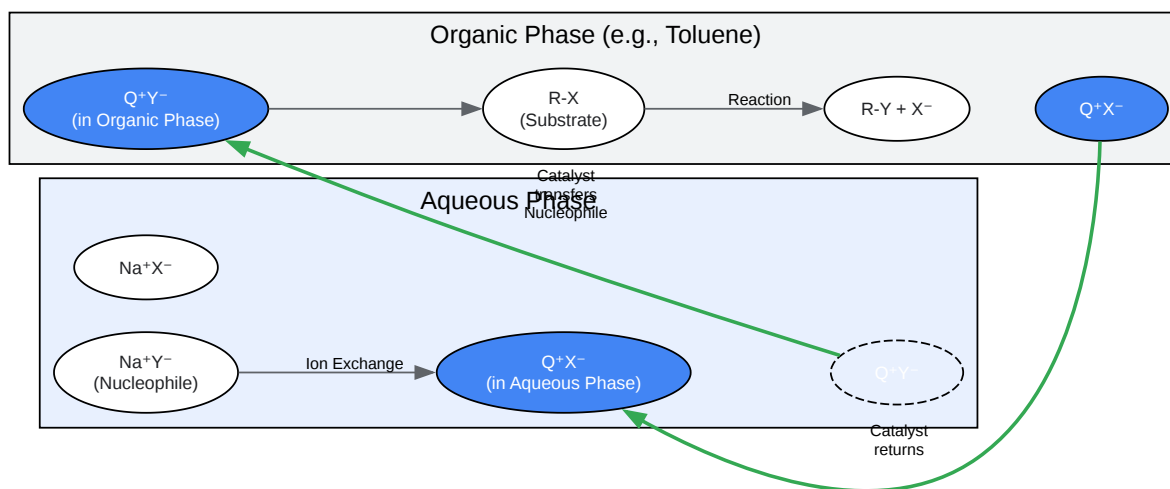 Organic Phase (e.g., Toluene)
Q⁺Y⁻
(in Organic Phase)
R-X
(Substrate)
Reaction
R-Y + X⁻
Q⁺X⁻
Catalyst
transfers
Nucleophile
Aqueous Phase
Na⁺X⁻
Na⁺Y⁻
(Nucleophile)
Ion Exchange
Q⁺X⁻
(in Aqueous Phase)
Q⁺Y⁻
Catalyst
returns